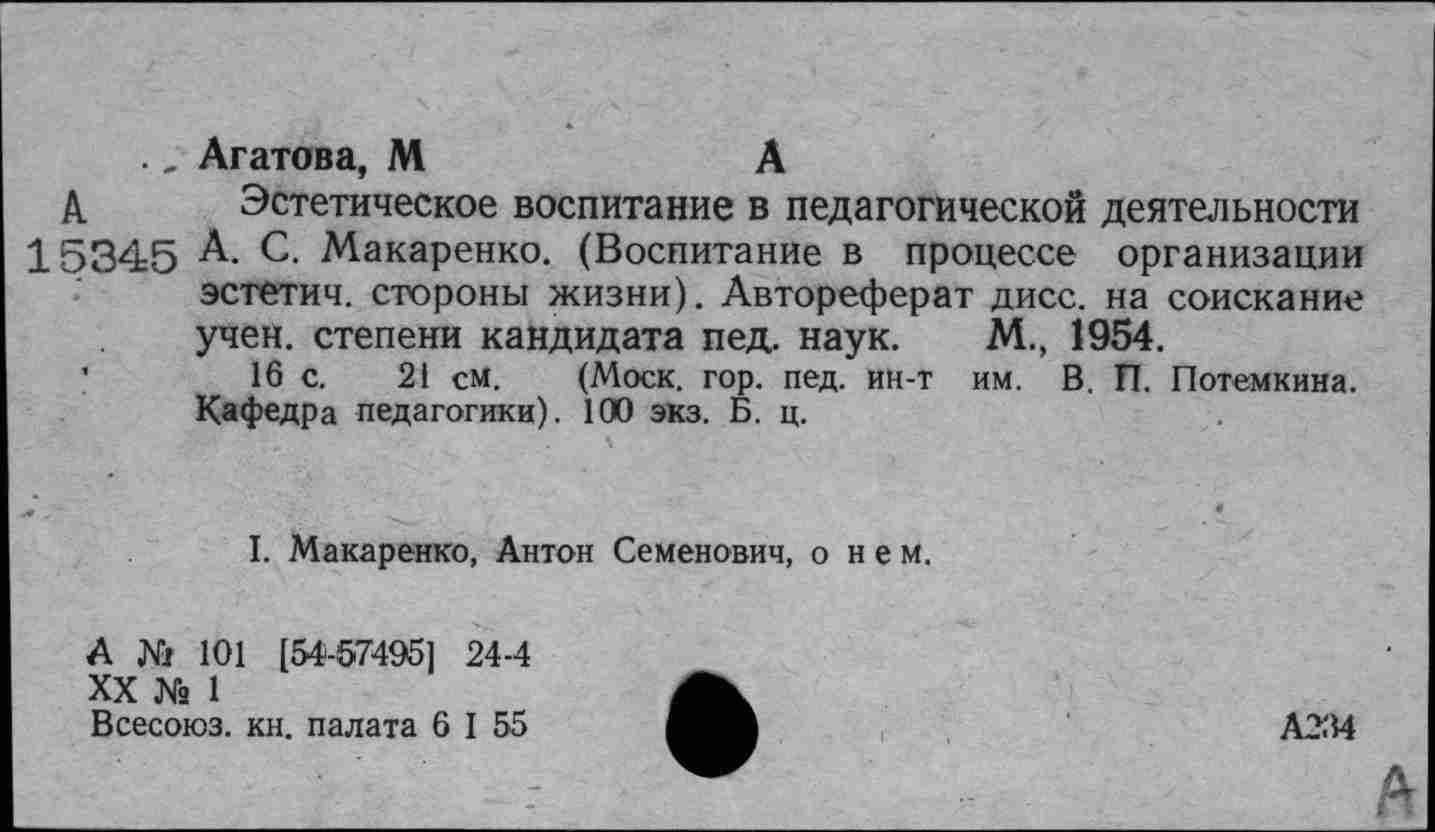 Агатова, М А
А
Эстетическое воспитание в педагогической деятельности
15345
А. С. Макаренко. (Воспитание в процессе организации
эстетич. стороны жизни). Автореферат дисс. на соискание
учен. степени кандидата пед. наук. М., 1954.
16 с. 21 см. (Моск. гор. пед. ин-т им. В. П. Потемкина.
Кафедра педагогики). 100 экз. Б. ц.
I. Макаренко, Антон Семенович, о нем.
А № 101 [54-57495] 24-4
XX № 1
Всесоюз. кн. палата 6 I 55
А234
А